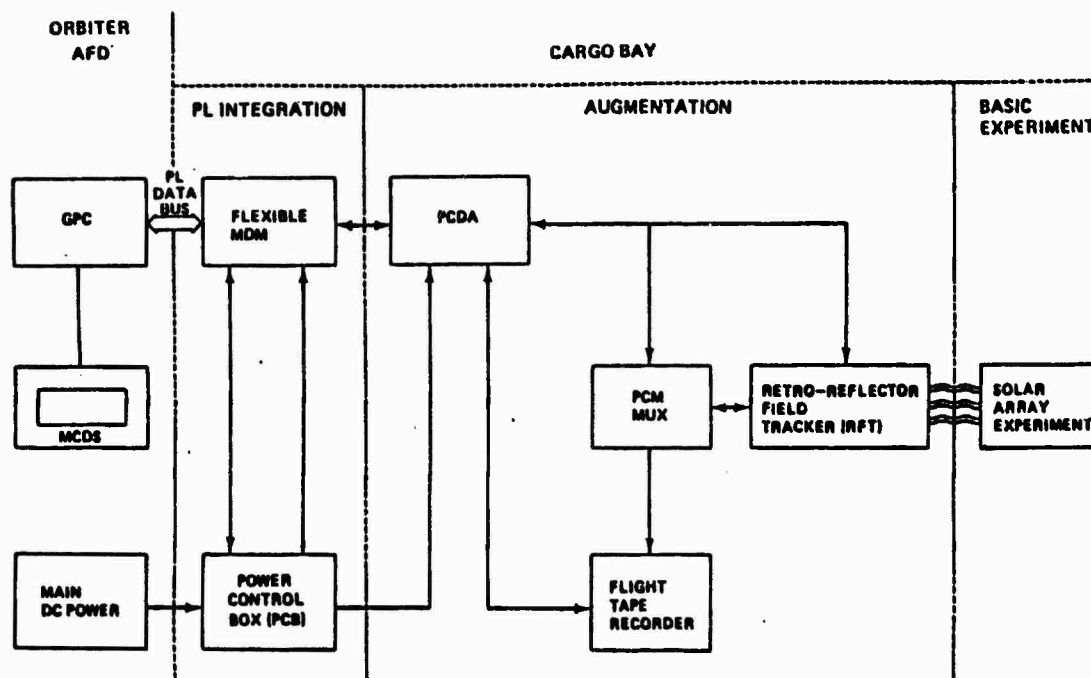 ORBITER
AFD
CARGO BAY
PL INTEGRATION
AUGMENTATION
BASIC
EXPERIMENT
GPC
PL
DATA
BUS
FLEXIBLE
MDM
PCDA
MCDS
PCM
MUX
RETRO-REFLECTOR
FIELD
TRACKER (RFT)
SOLAR
ARRAY
EXPERIMENT
MAIN
DC POWER
POWER
CONTROL
BOX (PCB)
FLIGHT
TAPE
RECORDER